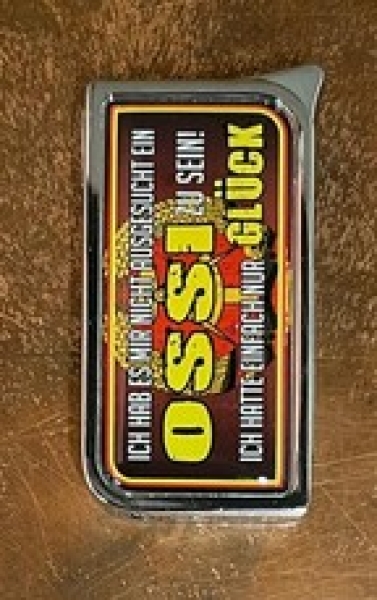 ICH HAB ES MIR NICHT AUSGESUCHT EIN
OSSI ZU SEIN!
ICH HATTE EINFACH NUR GLÜCK